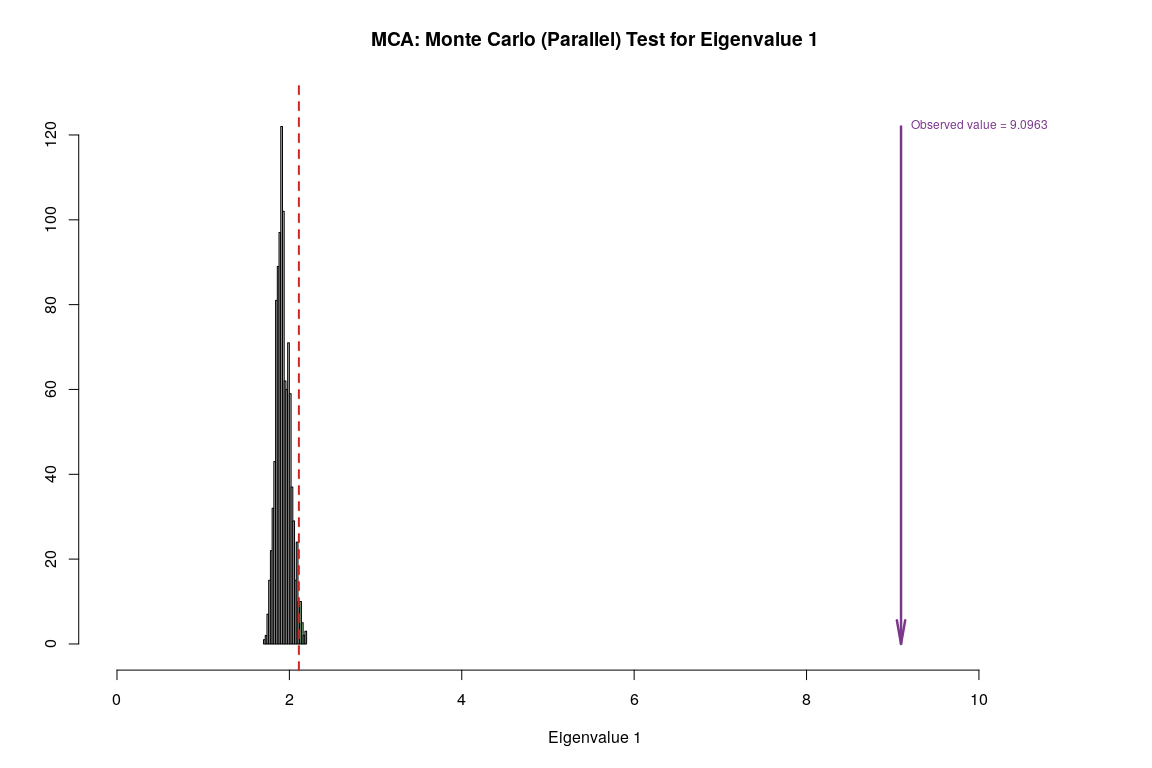 MCA: Monte Carlo (Parallel) Test for Eigenvalue 1
Observed value = 9.0963
120
100
80
60
40
20
0
0 2 4 6 8 10
Eigenvalue 1